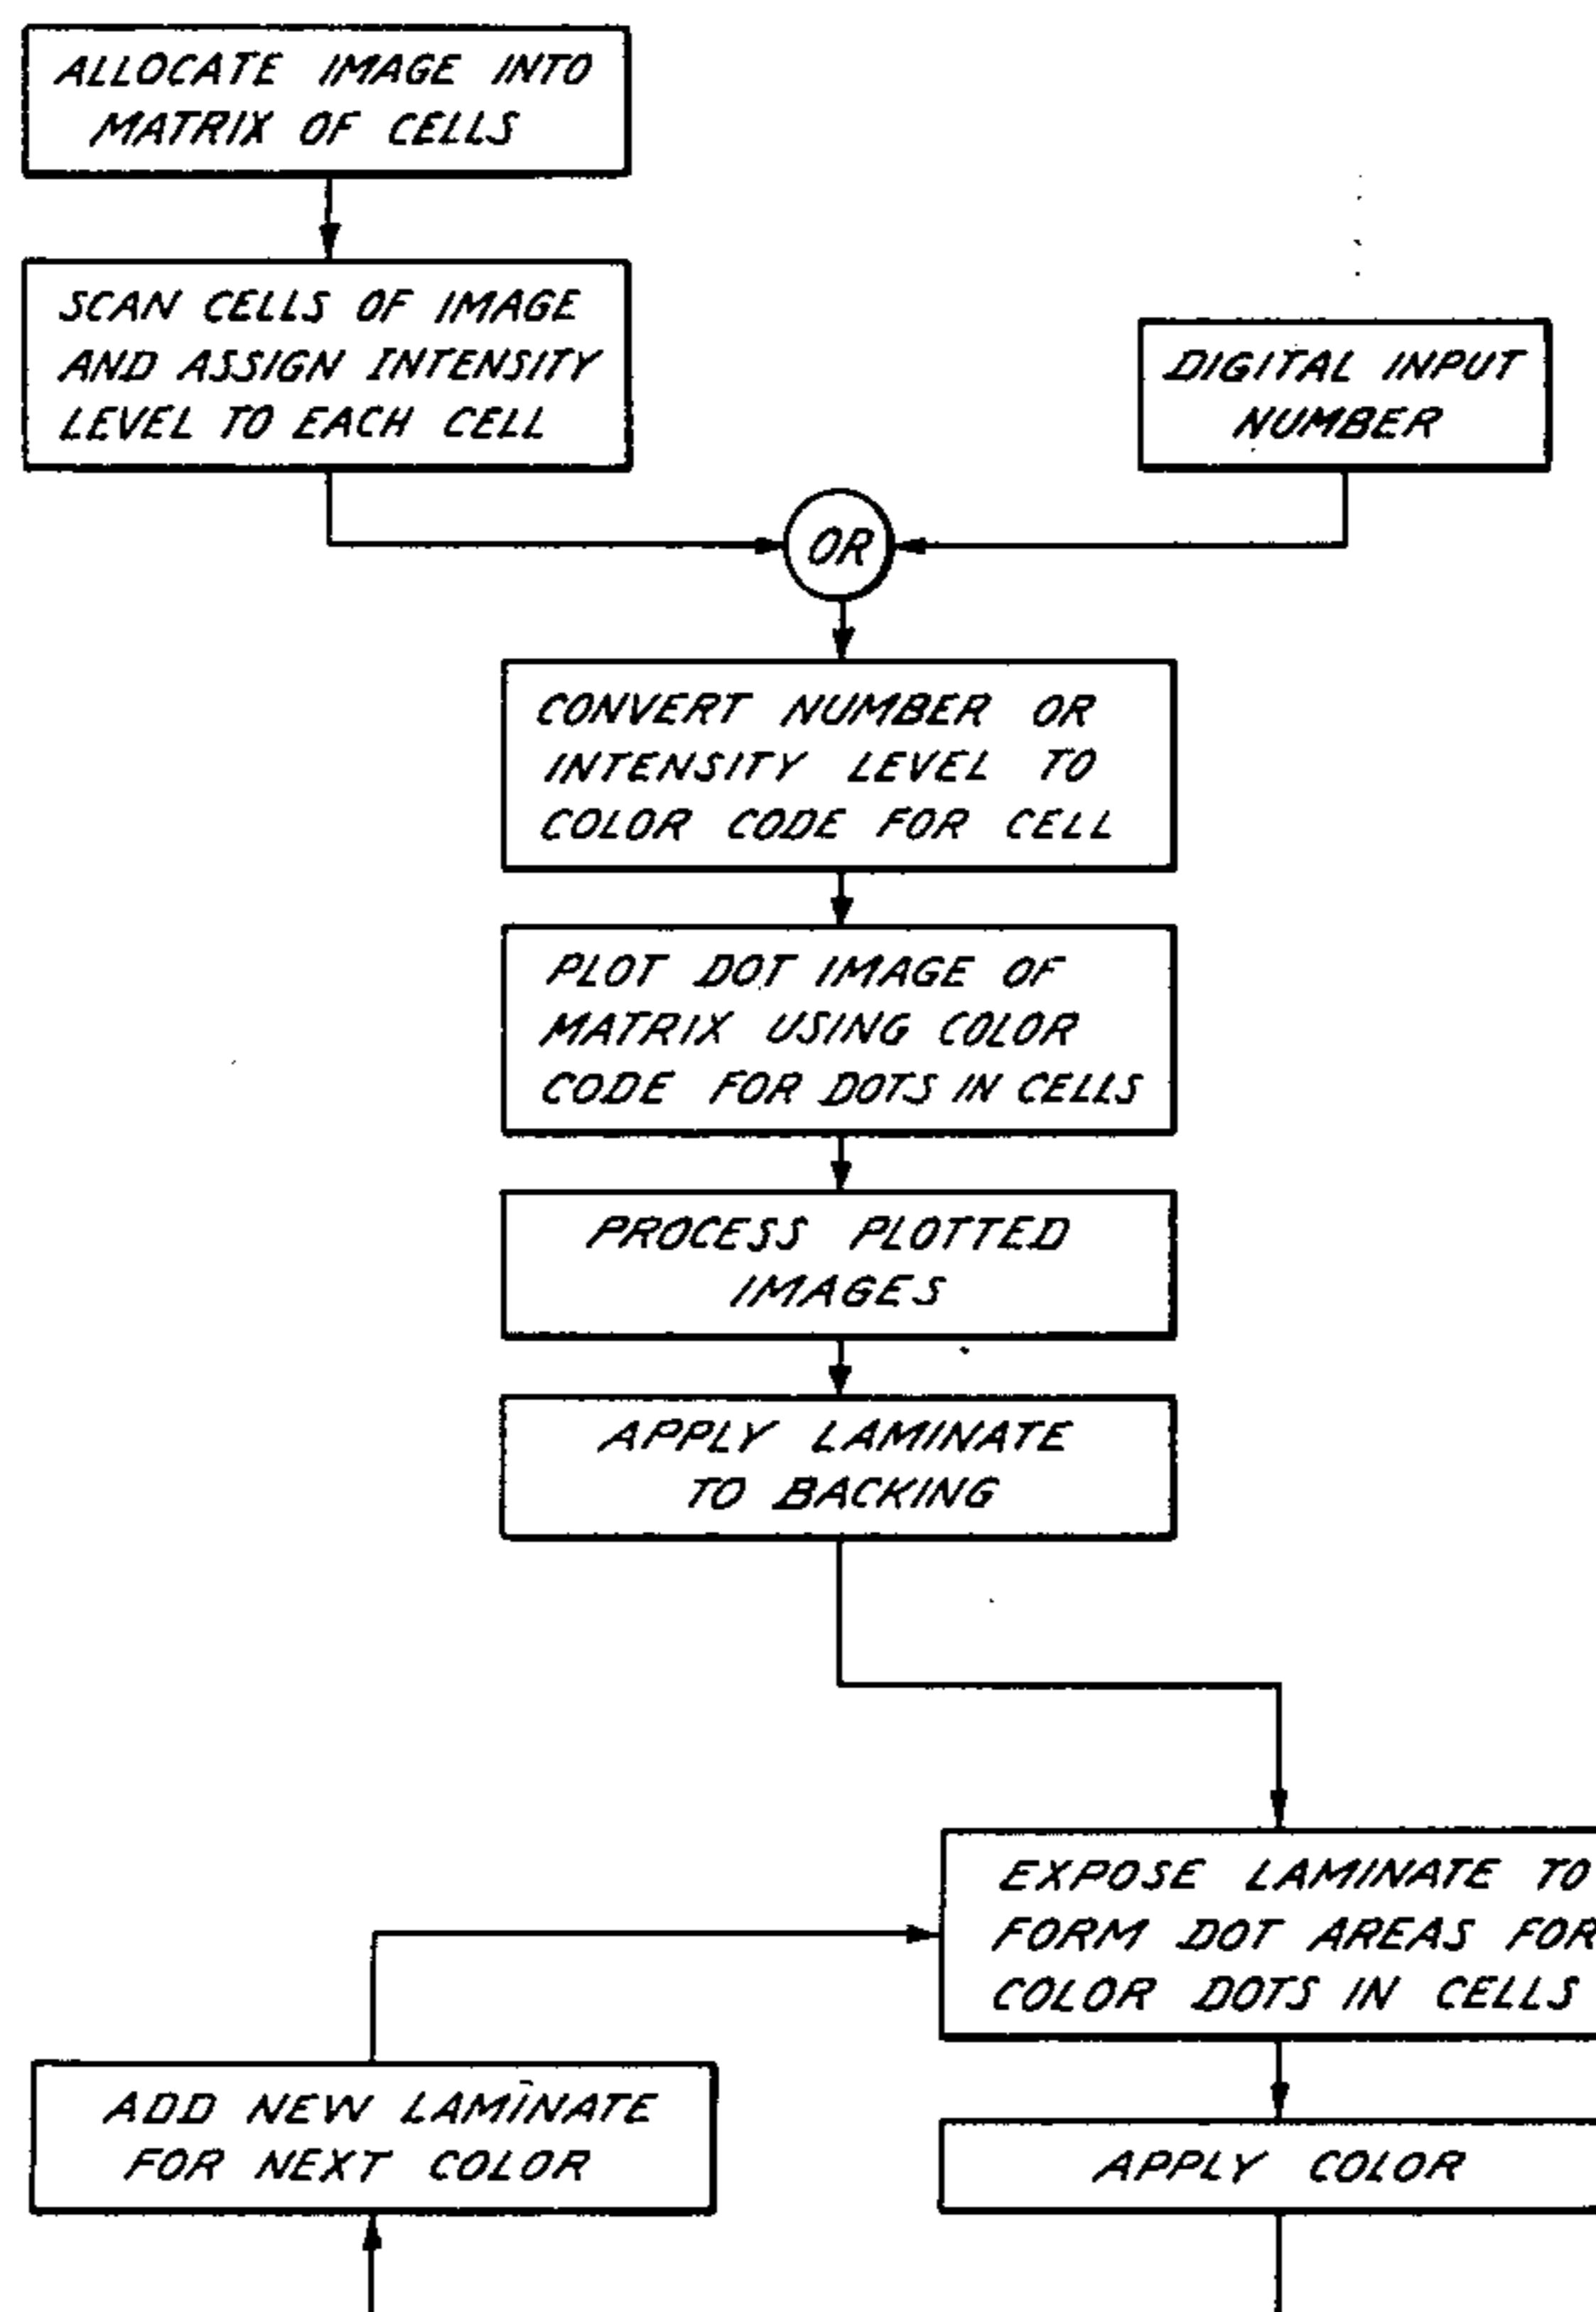 ALLOCATE IMAGE INTO
MATRIX OF CELLS
SCAN CELLS OF IMAGE
AND ASSIGN INTENSITY
LEVEL TO EACH CELL
DIGITAL INPUT
NUMBER
OR
CONVERT NUMBER OR
INTENSITY LEVEL TO
COLOR CODE FOR CELL
PLOT DOT IMAGE OF
MATRIX USING COLOR
CODE FOR DOTS IN CELLS
PROCESS PLOTTED
IMAGES
APPLY LAMINATE
TO BACKING
EXPOSE LAMINATE TO
FORM DOT AREAS FOR
COLOR DOTS IN CELLS
ADD NEW LAMINATE
FOR NEXT COLOR
APPLY COLOR